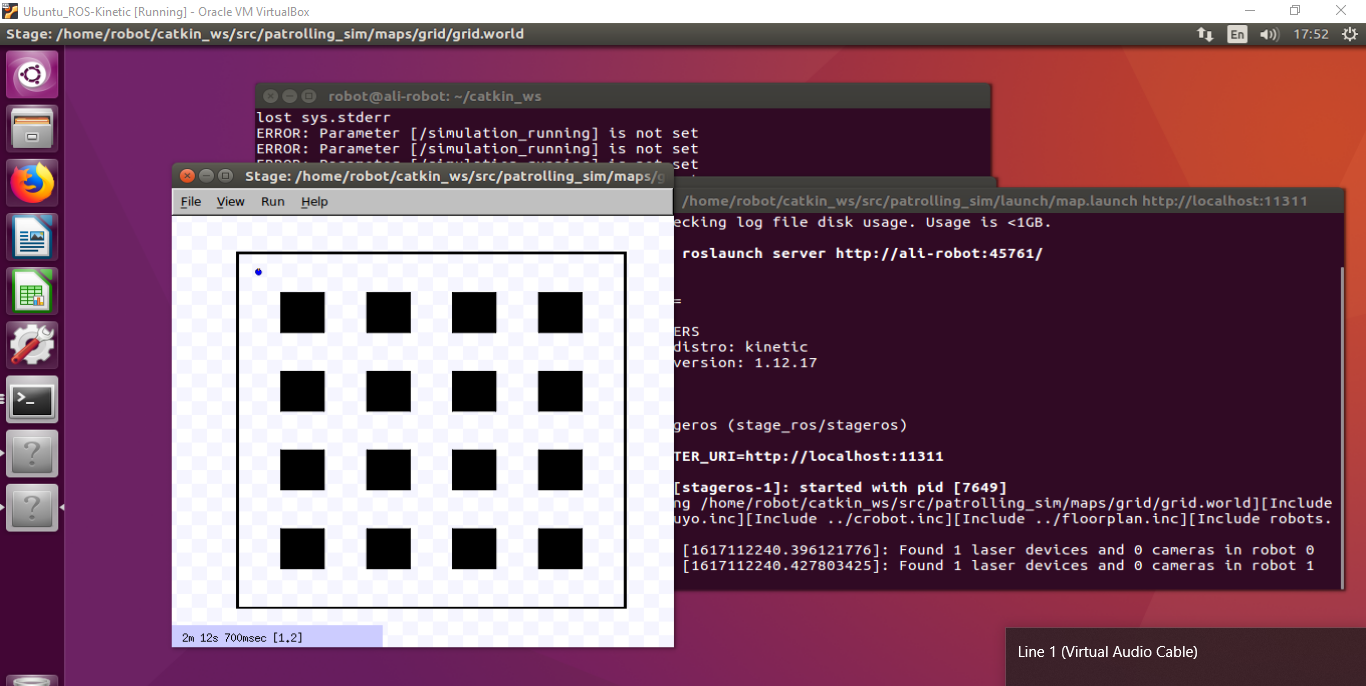 Ubuntu_ROS-Kinetic [Running] - Oracle VM VirtualBox
Stage: /home/robot/catkin_ws/src/patrolling_sim/maps/grid/grid.world
En
17:52
robot@ali-robot: ~/catkin_ws
lost sys.stderr
ERROR: Parameter [/simulation_running] is not set
ERROR: Parameter [/simulation_running] is not set
set
Stage: /home/robot/catkin_ws/src/patrolling_sim/maps/g
File View Run Help
2m 12s 700msec [1.2]
/home/robot/catkin_ws/src/patrolling_sim/launch/map.launch http://localhost:11311
ecking log file disk usage. Usage is <1GB.
roslaunch server http://ali-robot:45761/
=
ERS
distro: kinetic
version: 1.12.17
geros (stage_ros/stageros)
TER_URI=http://localhost:11311
[stageros-1]: started with pid [7649]
ng /home/robot/catkin_ws/src/patrolling_sim/maps/grid/grid.world][Include
uyo.inc][Include ../crobot.inc][Include ../floorplan.inc][Include robots.
[1617112240.396121776]: Found 1 laser devices and 0 cameras in robot 0
[1617112240.427803425]: Found 1 laser devices and 0 cameras in robot 1
Line 1 (Virtual Audio Cable)